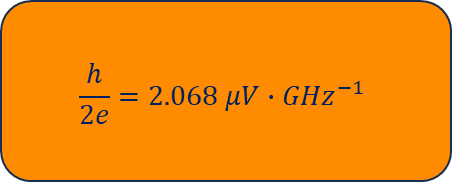 h/2e = 2.068 μV · GHz⁻¹